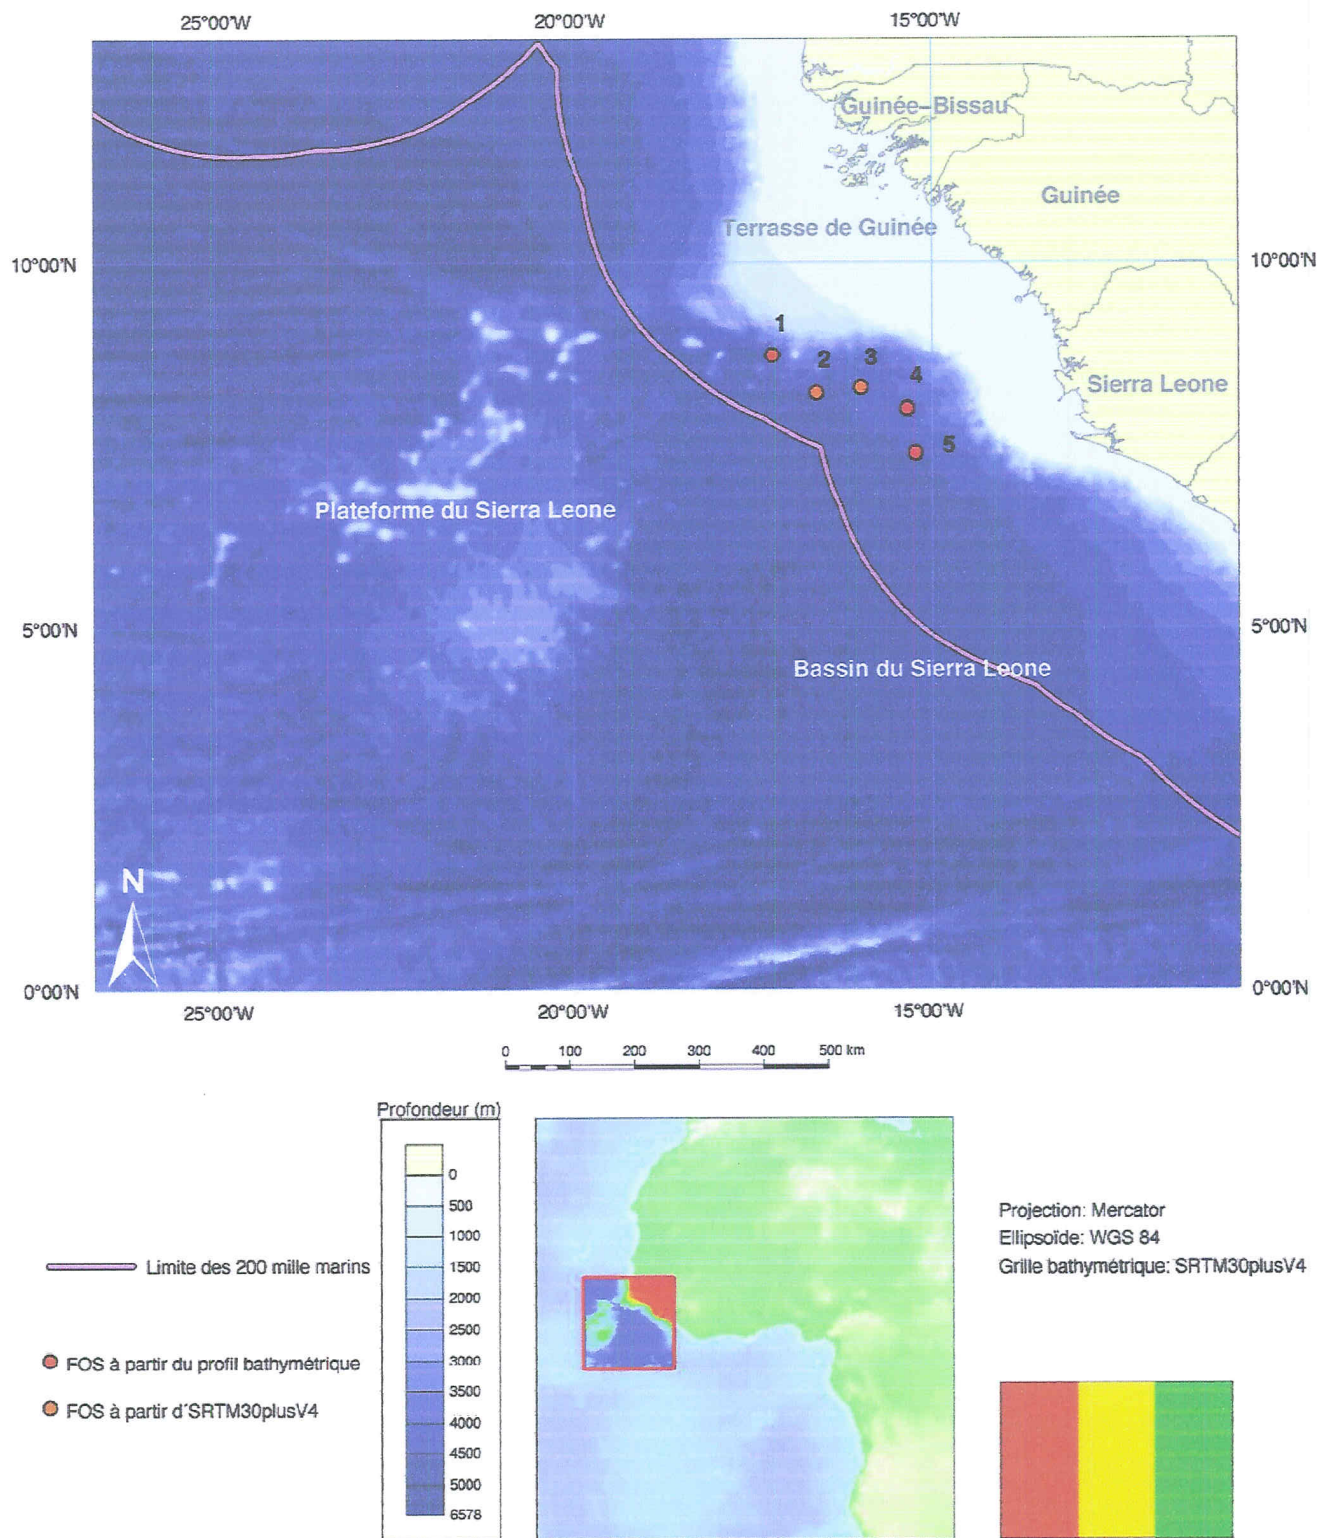 25°00'W 20°00'W 15°00'W
Guinée-Bissau
Guinée
Terrasse de Guinée
10°00'N 10°00'N
1
2 3
4
Sierra Leone
5
Plateforme du Sierra Leone
5°00'N 5°00'N
Bassin du Sierra Leone
N
0°00'N 0°00'N
25°00'W 20°00'W 15°00'W
0 100 200 300 400 500 km
Profondeur (m)
0
500
1000
1500
2000
2500
3000
3500
4000
4500
5000
6578
Limite des 200 mille marins
FOS à partir du profil bathymétrique
FOS à partir d'SRTM30plusV4
Projection: Mercator
Ellipsoïde: WGS 84
Grille bathymétrique: SRTM30plusV4